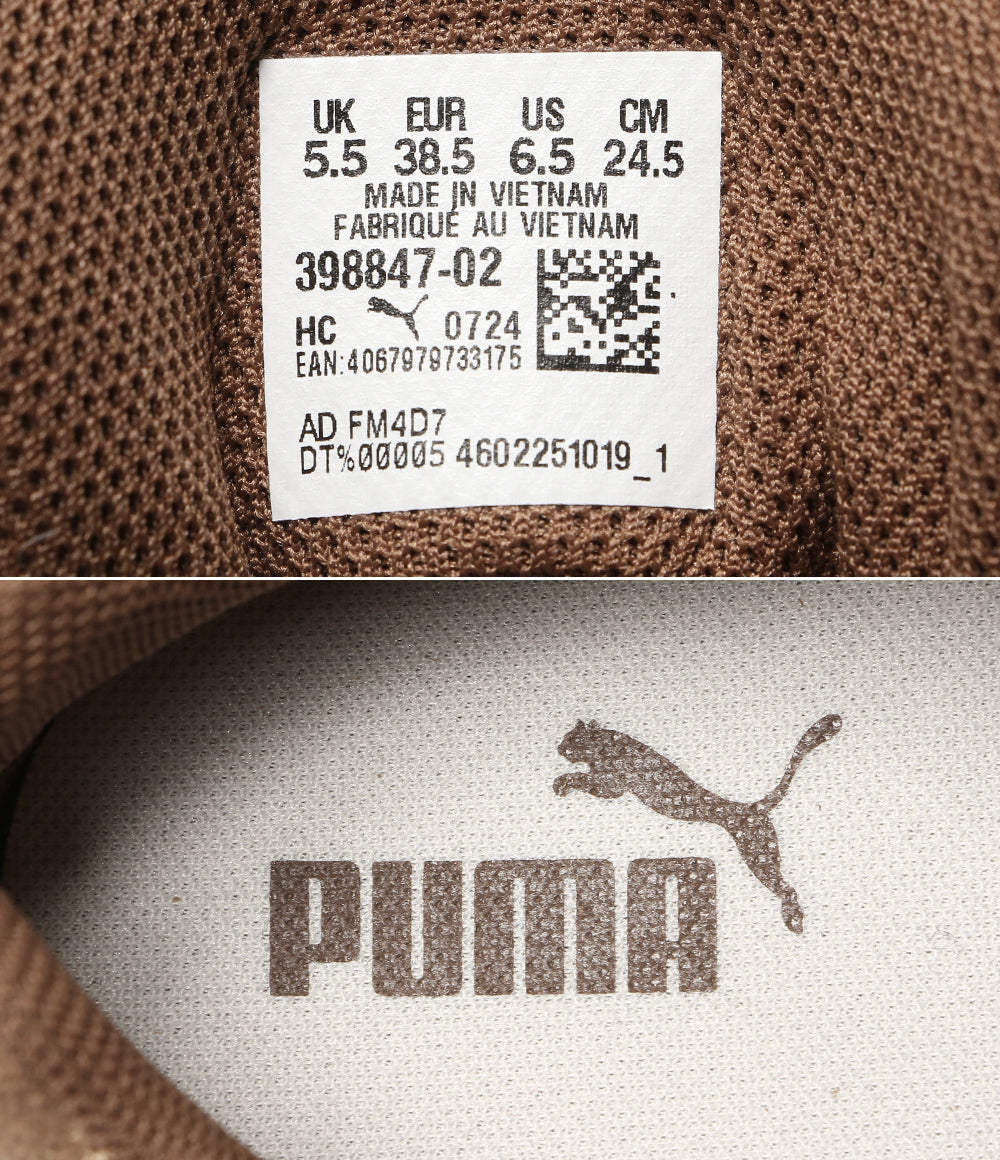 UK EUR US CM
5.5 38.5 6.5 24.5
MADE IN VIETNAM
FABRIQUÉ AU VIETNAM
398847-02
HC 0724
EAN:4067979733175
AD FM4D7
DT%00005 4602251019_1
PUMA